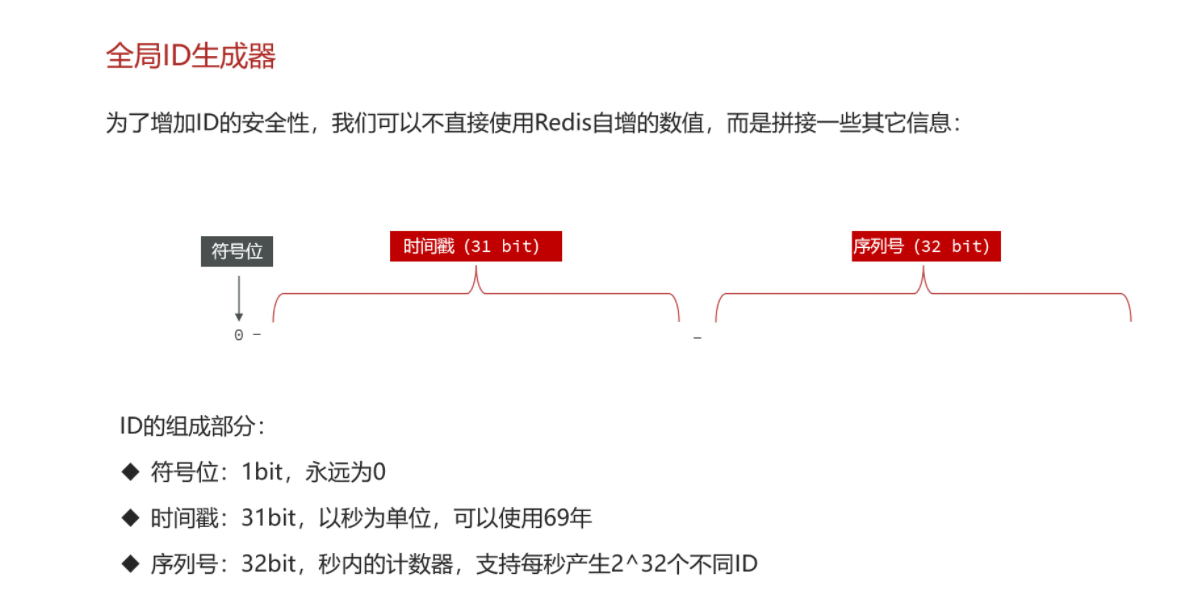 全局ID生成器
为了增加ID的安全性，我们可以不直接使用Redis自增的数值，而是拼接一些其它信息：
符号位
时间戳（31 bit）
序列号（32 bit）
0 -
-
ID的组成部分：
◆ 符号位：1bit，永远为0
◆ 时间戳：31bit，以秒为单位，可以使用69年
◆ 序列号：32bit，秒内的计数器，支持每秒产生2^32个不同ID